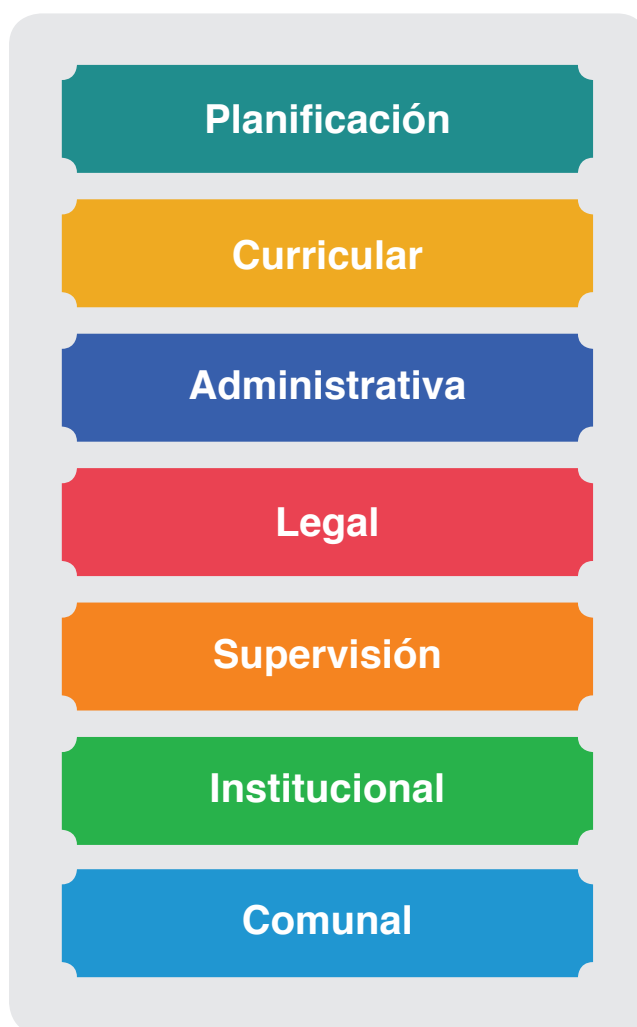 Planificación
Curricular
Administrativa
Legal
Supervisión
Institucional
Comunal